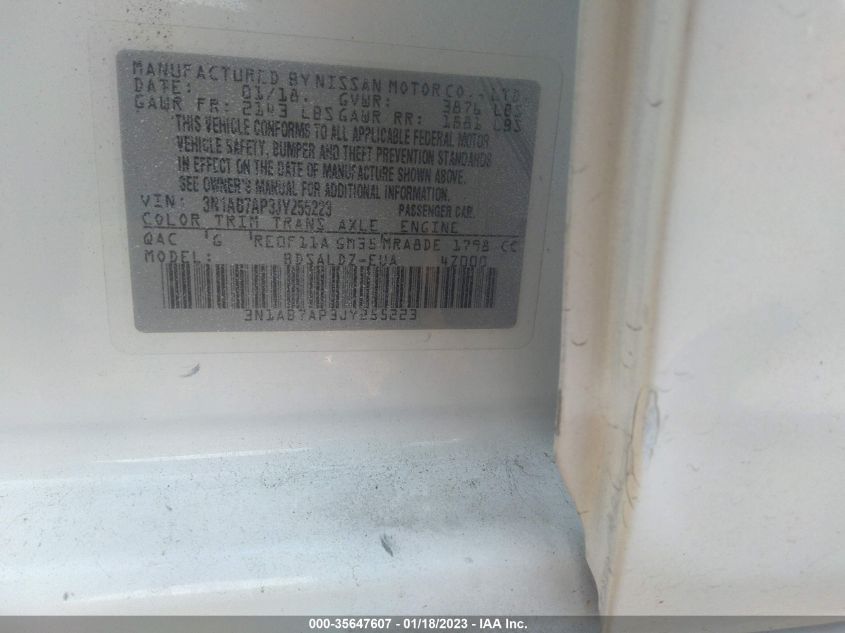 MANUFACTURED BY NISSAN MOTOR CO., LTD.
DATE: 01/18. GVWR: 3876 LBS
GAWR FR: 2143 LBS GAWR RR: 1881 LBS
THIS VEHICLE CONFORMS TO ALL APPLICABLE FEDERAL MOTOR
VEHICLE SAFETY, BUMPER AND THEFT PREVENTION STANDARDS
IN EFFECT ON THE DATE OF MANUFACTURE SHOWN ABOVE.
SEE OWNER'S MANUAL FOR ADDITIONAL INFORMATION.
VIN: 3N1AB7AP3JY255223 PASSENGER CAR.
COLOR TRIM TRANS AXLE ENGINE
QAC G RE0F11A GM35 MRA8DE 1798 CC
MODEL: BDSALDZ-EUA 4Z000
3N1AB7AP3JY255223
000-35647607 - 01/18/2023 - IAA Inc.